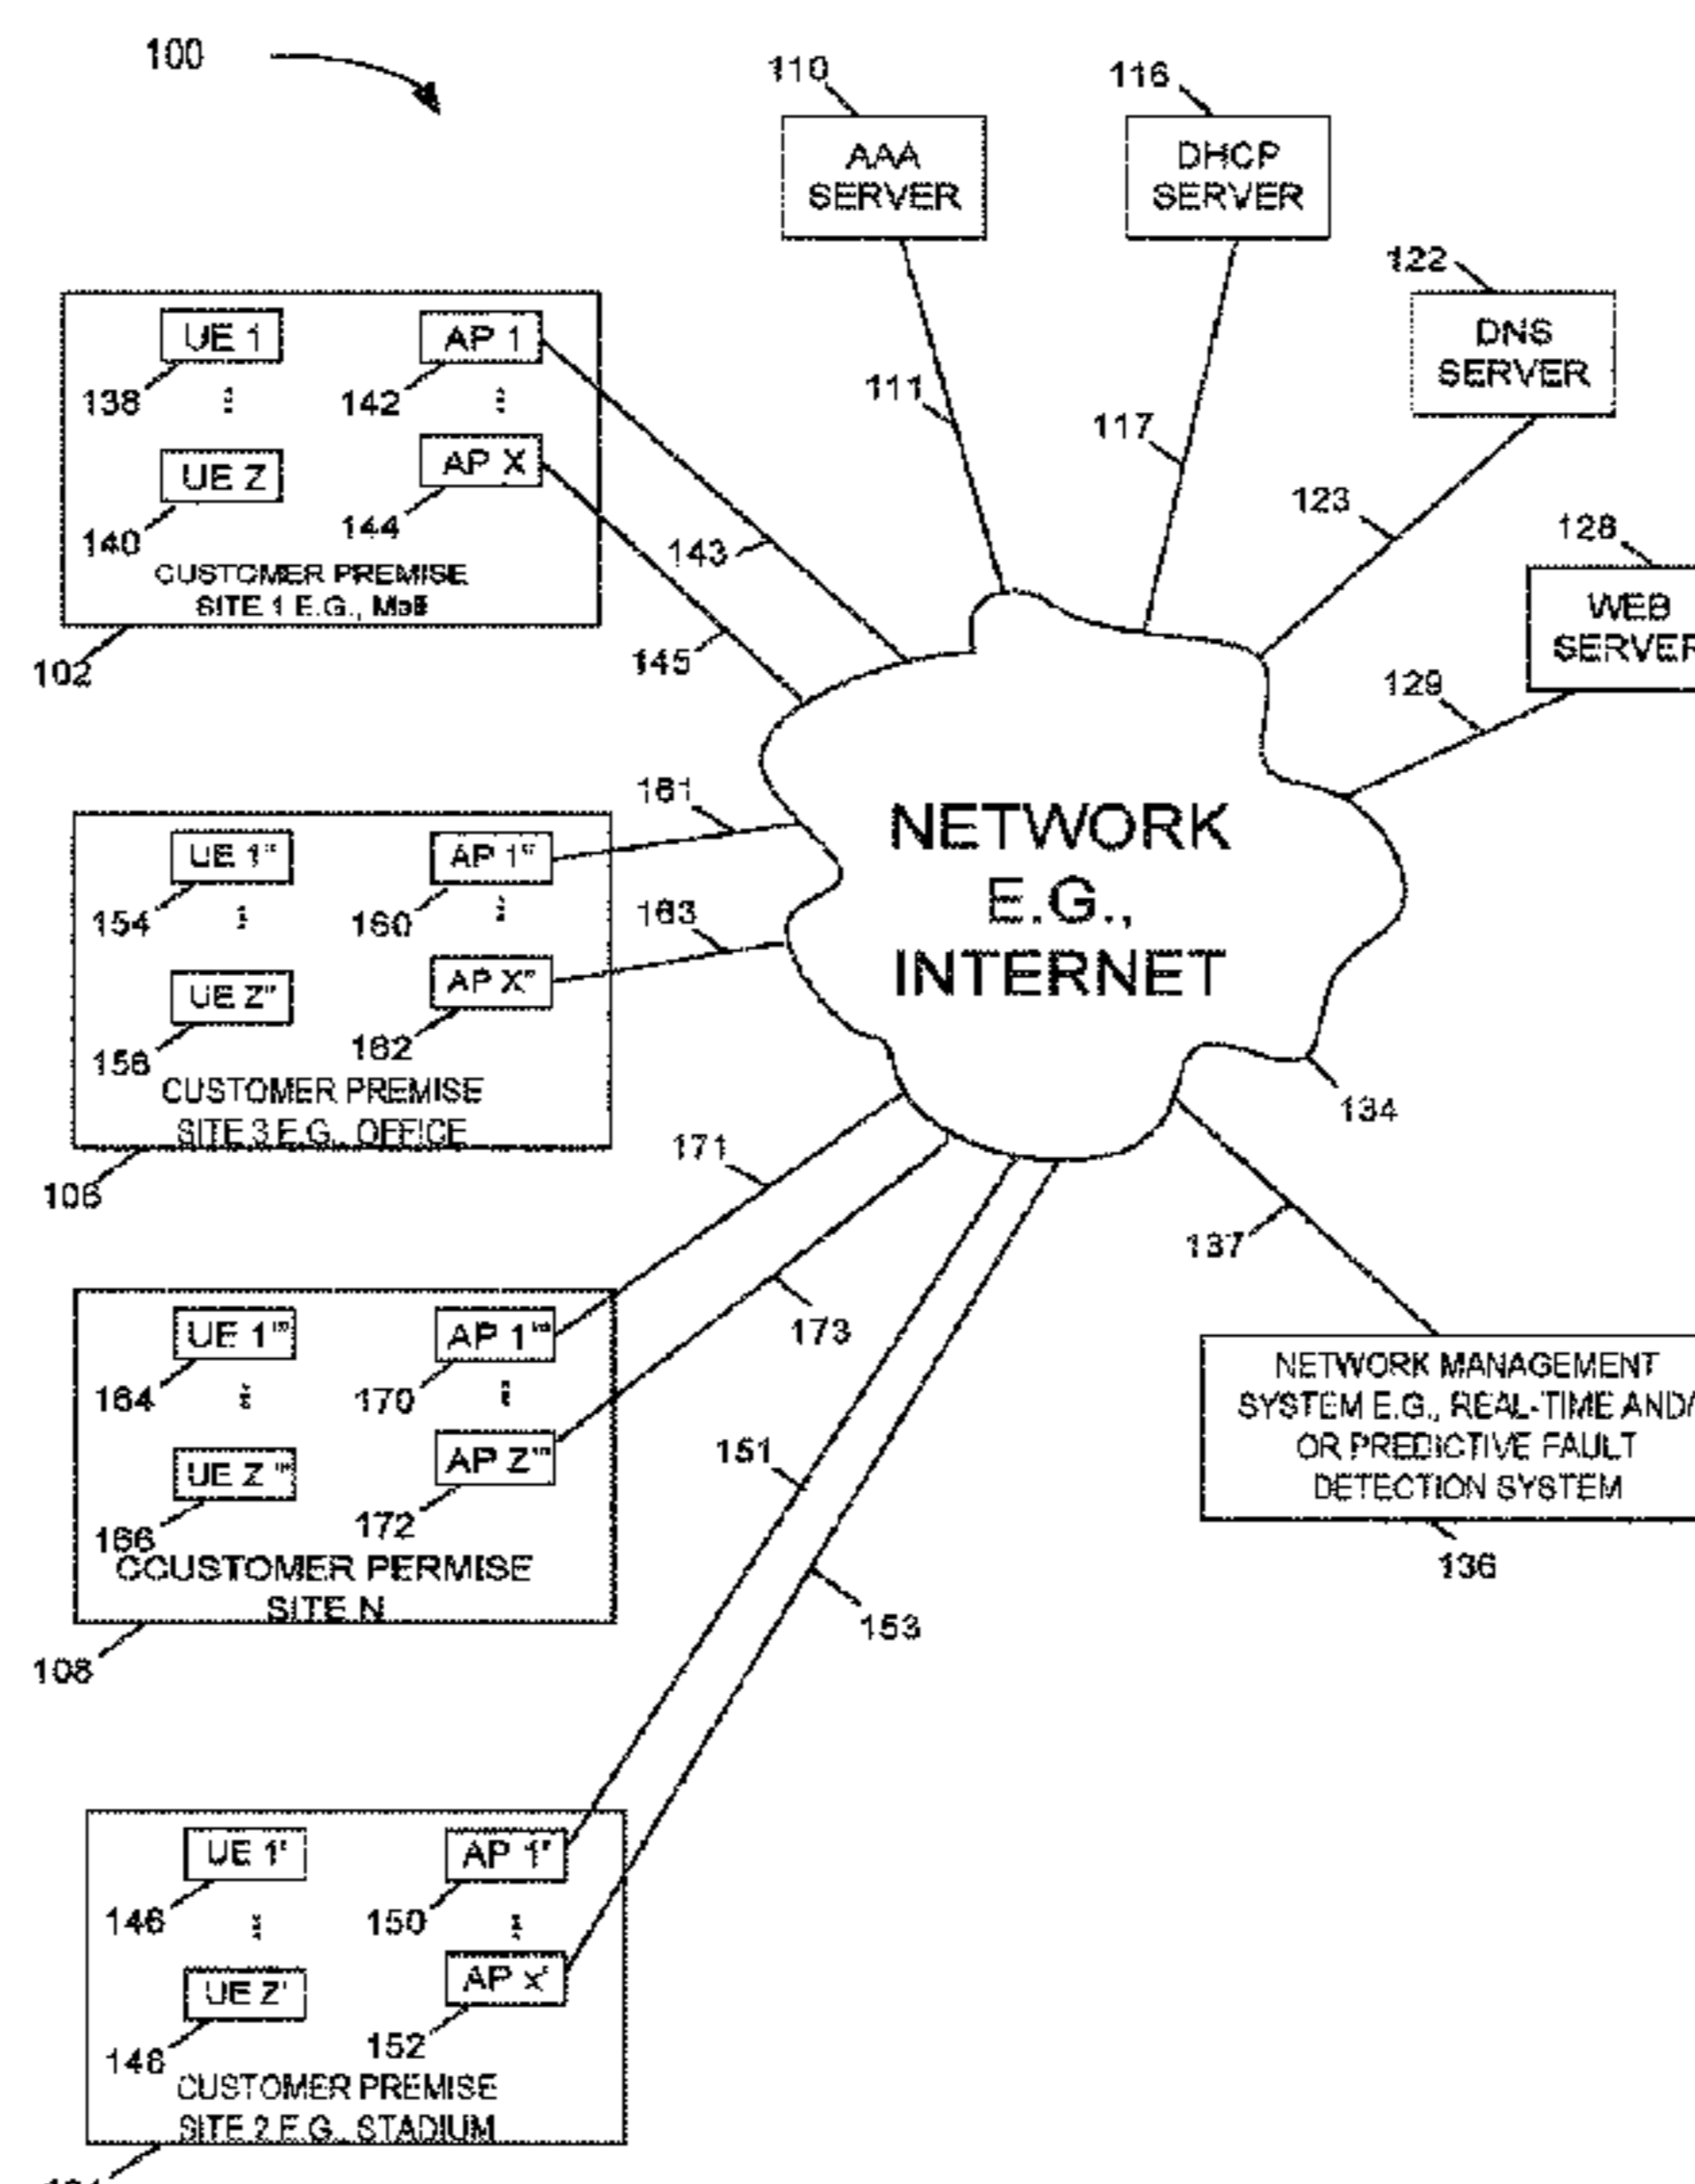 100
110
AAA
SERVER
116
DHCP
SERVER
122
DNS
SERVER
128
WEB
SERVER
111
117
123
129
UE 1
138
UE Z
140
AP 1
142
AP X
144
CUSTOMER PREMISE
SITE 1 E.G., Mall
102
143
145
NETWORK
E.G.,
INTERNET
134
UE 1"
154
UE Z"
156
AP 1"
160
AP X"
162
CUSTOMER PREMISE
SITE 3 E.G., OFFICE
106
161
163
UE 1'''
164
UE Z'''
166
AP 1'''
170
AP Z'''
172
CCUSTOMER PERMISE
SITE N
108
171
173
151
153
137
NETWORK MANAGEMENT
SYSTEM E.G., REAL-TIME AND/
OR PREDICTIVE FAULT
DETECTION SYSTEM
136
UE 1'
146
UE Z'
148
AP 1'
150
AP X'
152
CUSTOMER PREMISE
SITE 2 E.G., STADIUM